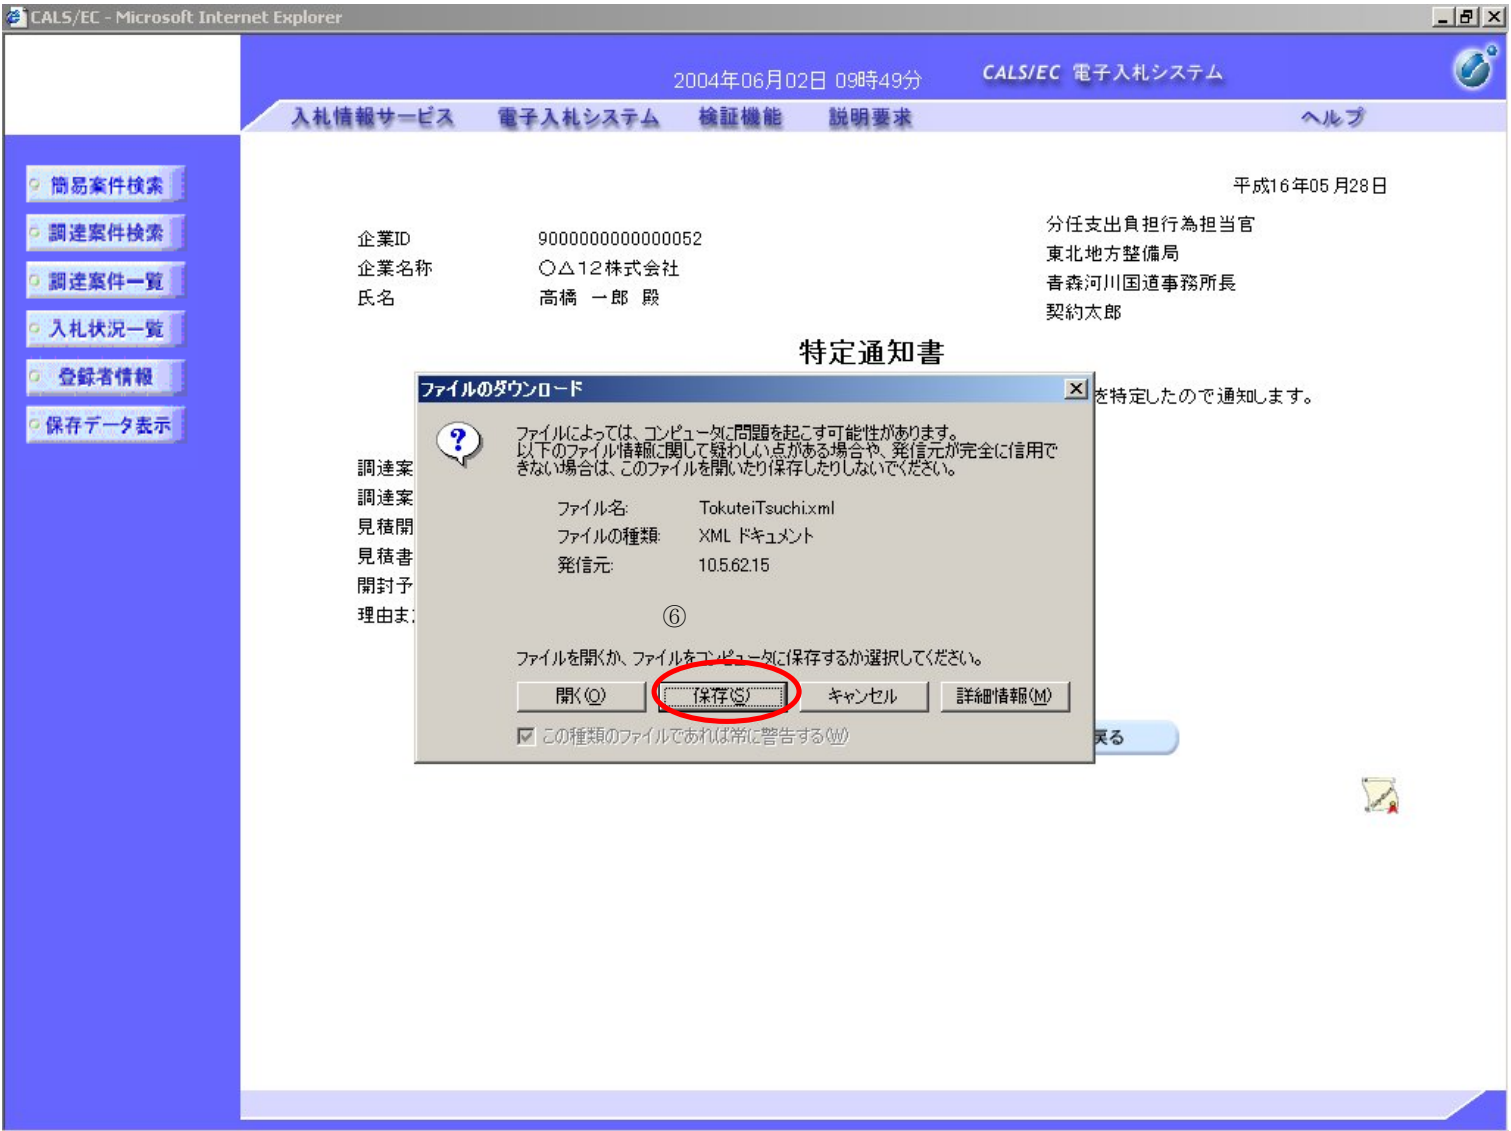 CALS/EC - Microsoft Internet Explorer
2004年06月02日 09時49分
CALS/EC 電子入札システム
入札情報サービス 電子入札システム 検証機能 説明要求 ヘルプ
簡易案件検索
調達案件検索
調達案件一覧
入札状況一覧
登録者情報
保存データ表示
平成16年05月28日
企業ID 9000000000000052
企業名称 ○△12株式会社
氏名 高橋 一郎 殿
分任支出負担行為担当官
東北地方整備局
青森河川国道事務所長
契約太郎
特定通知書
を特定したので通知します。
調達案
調達案
見積開
見積書
開封予
理由ま
ファイルのダウンロード
ファイルによっては、コンピュータに問題を起こす可能性があります。
以下のファイル情報に関して疑わしい点がある場合や、発信元が完全に信用で
きない場合は、このファイルを開いたり保存したりしないでください。
ファイル名: TokuteiTsuchi.xml
ファイルの種類: XML ドキュメント
発信元: 10.5.62.15
⑥
ファイルを開くか、ファイルをコンピュータに保存するか選択してください。
開く(O) 保存(S) キャンセル 詳細情報(M)
この種類のファイルであれば常に警告する(W)
戻る